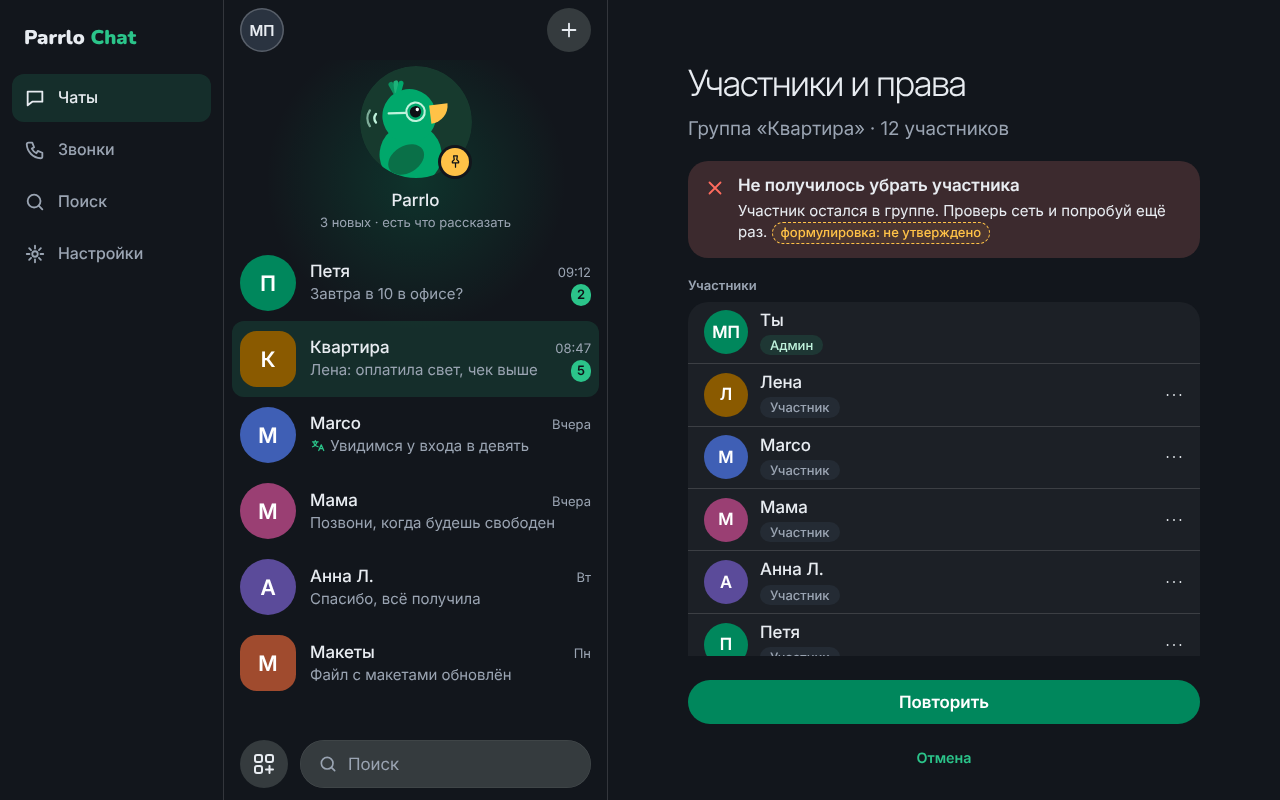 Parrlo Chat
Чаты
Звонки
Поиск
Настройки
МП
Parrlo
3 новых · есть что рассказать
П
Петя
09:12
Завтра в 10 в офисе?
2
К
Квартира
08:47
Лена: оплатила свет, чек выше
5
M
Marco
Вчера
Увидимся у входа в девять
М
Мама
Вчера
Позвони, когда будешь свободен
А
Анна Л.
Вт
Спасибо, всё получила
М
Макеты
Пн
Файл с макетами обновлён
Поиск
Участники и права
Группа «Квартира» · 12 участников
Не получилось убрать участника
Участник остался в группе. Проверь сеть и попробуй ещё
раз. формулировка: не утверждено
Участники
МП
Ты
Админ
Л
Лена
Участник
M
Marco
Участник
М
Мама
Участник
А
Анна Л.
Участник
П
Петя
Участник
Повторить
Отмена